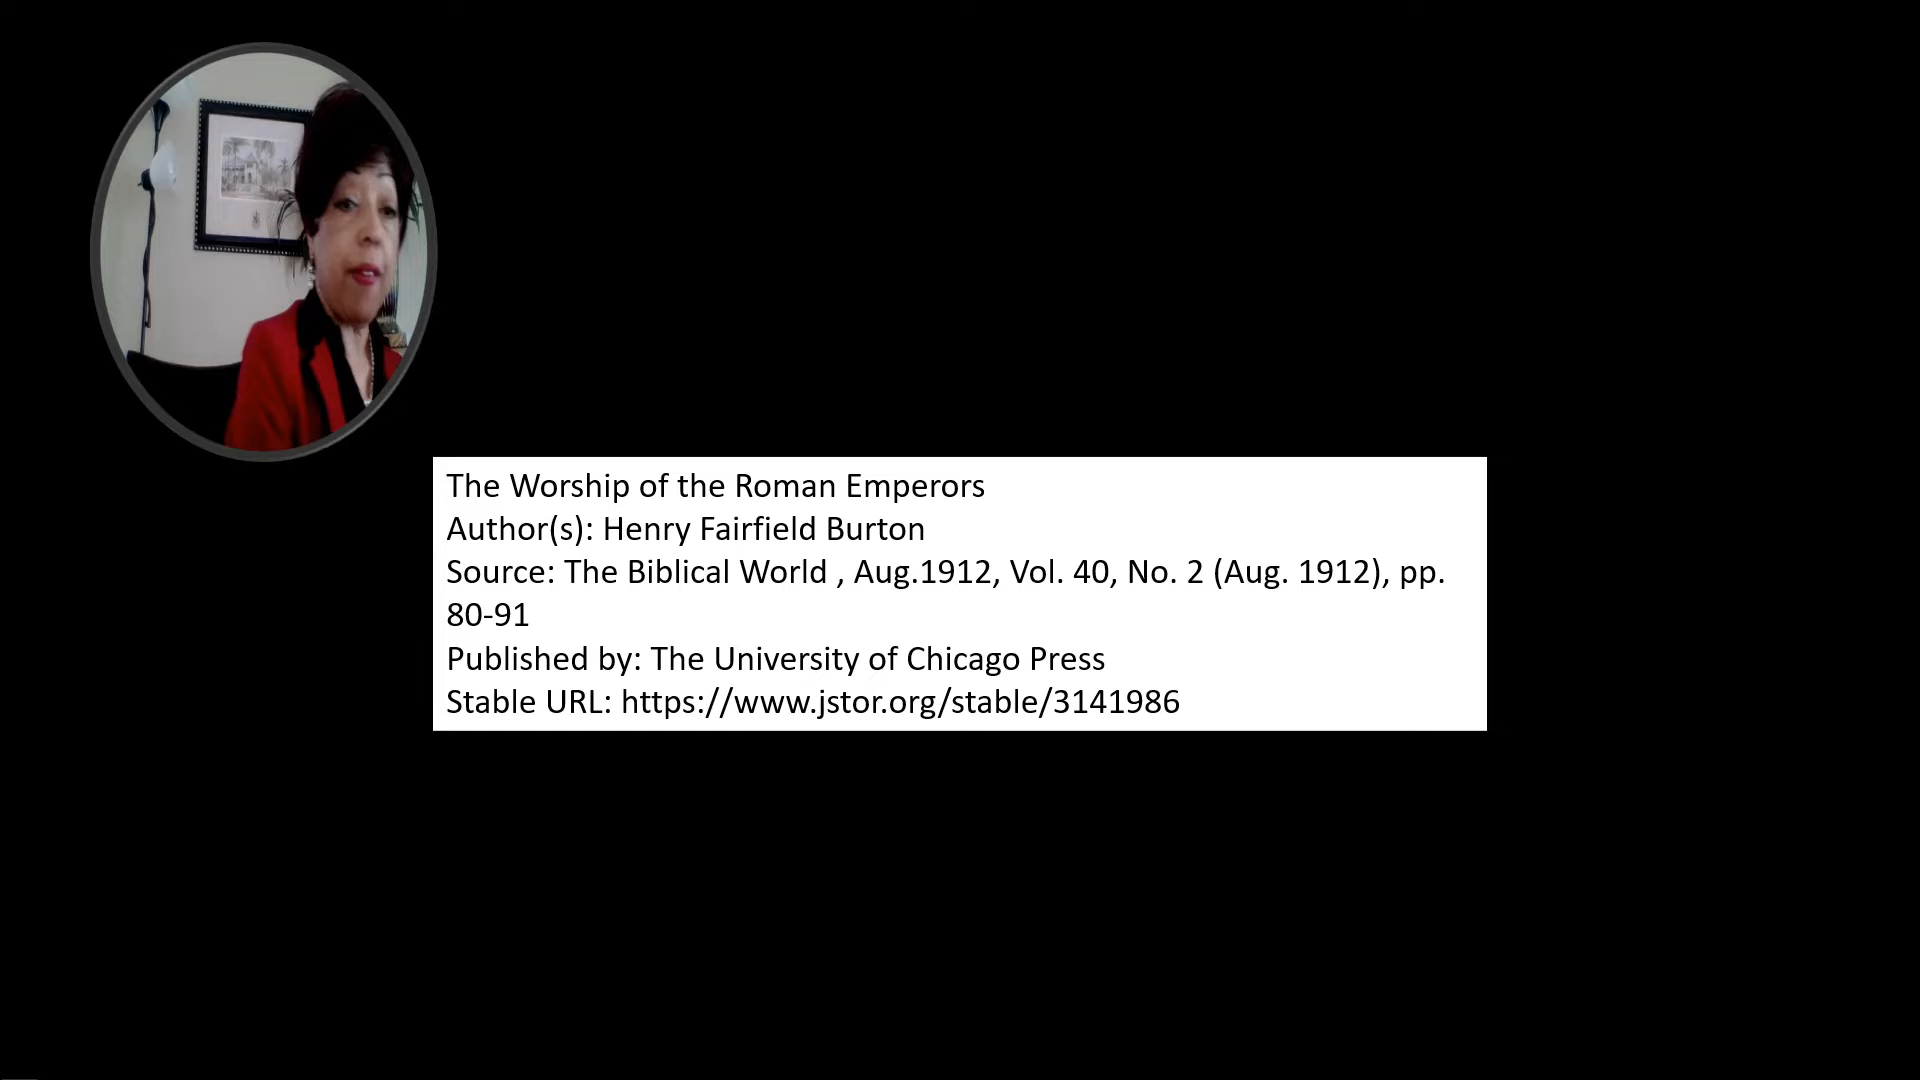 The Worship of the Roman Emperors
Author(s): Henry Fairfield Burton
Source: The Biblical World , Aug.1912, Vol. 40, No. 2 (Aug. 1912), pp.
80-91
Published by: The University of Chicago Press
Stable URL: https://www.jstor.org/stable/3141986